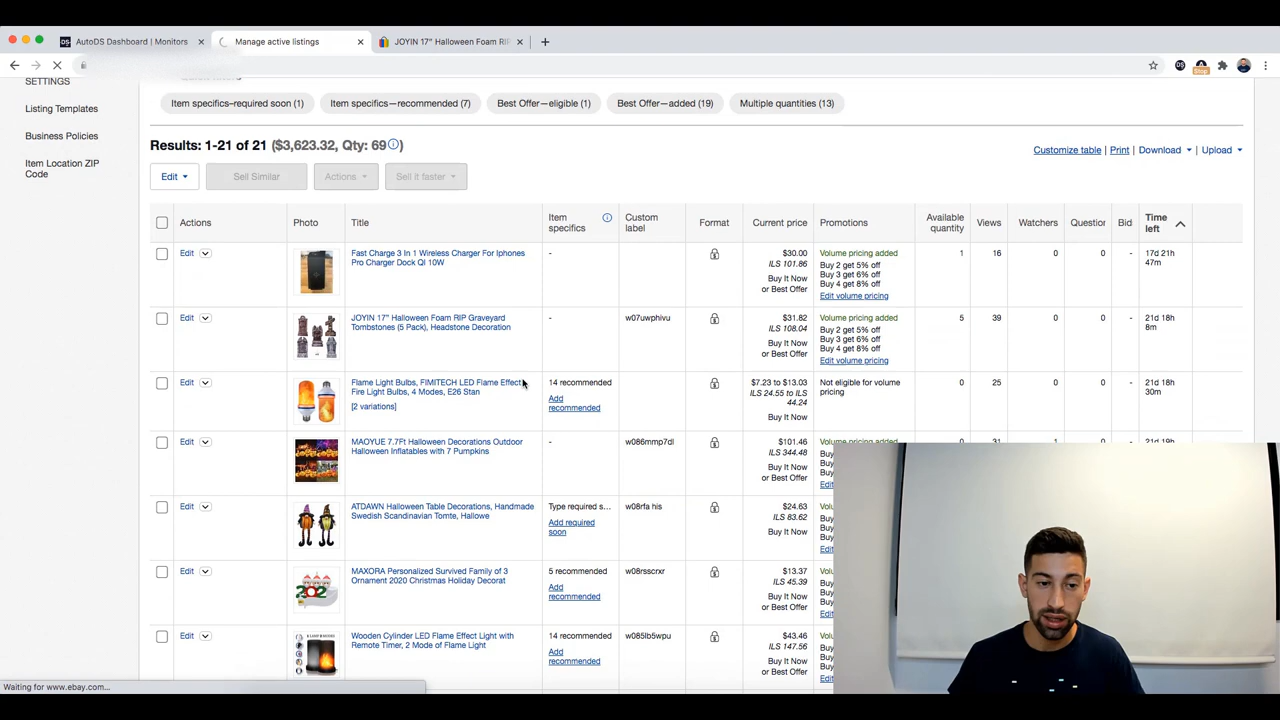 AutoDS Dashboard | Monitors
Manage active listings
JOYIN 17" Halloween Foam RIP
SETTINGS
Listing Templates
Business Policies
Item Location ZIP
Code
Item specifics–required soon (1)
Item specifics—recommended (7)
Best Offer—eligible (1)
Best Offer—added (19)
Multiple quantities (13)
Results: 1-21 of 21 ($3,623.32, Qty: 69)
Customize table | Print | Download | Upload
Edit
Sell Similar
Actions
Sell it faster
Actions
Photo
Title
Item
specifics
Custom
label
Format
Current price
Promotions
Available
quantity
Views
Watchers
Question
Bid
Time
left
Edit
Fast Charge 3 In 1 Wireless Charger For Iphones
Pro Charger Dock QI 10W
-
$30.00
ILS 101.86
Buy It Now
or Best Offer
Volume pricing added
Buy 2 get 5% off
Buy 3 get 6% off
Buy 4 get 8% off
Edit volume pricing
1
16
0
0
-
17d 21h
47m
Edit
JOYIN 17" Halloween Foam RIP Graveyard
Tombstones (5 Pack), Headstone Decoration
-
w07uwphivu
$31.82
ILS 108.04
Buy It Now
or Best Offer
Volume pricing added
Buy 2 get 5% off
Buy 3 get 6% off
Buy 4 get 8% off
Edit volume pricing
5
39
0
0
-
21d 18h
8m
Edit
Flame Light Bulbs, FIMITECH LED Flame Effect
Fire Light Bulbs, 4 Modes, E26 Stan
[2 variations]
14 recommended
Add
recommended
$7.23 to $13.03
ILS 24.55 to ILS
44.24
Buy It Now
Not eligible for volume
pricing
0
25
0
0
-
21d 18h
30m
Edit
MAOYUE 7.7Ft Halloween Decorations Outdoor
Halloween Inflatables with 7 Pumpkins
-
w086mmp7dl
$101.46
ILS 344.48
Buy It Now
or Best Offer
Edit
ATDAWN Halloween Table Decorations, Handmade
Swedish Scandinavian Tomte, Hallowe
Type required s...
Add required
soon
w08rfa his
$24.63
ILS 83.62
Buy It Now
Edit
MAXORA Personalized Survived Family of 3
Ornament 2020 Christmas Holiday Decorat
5 recommended
Add
recommended
w08rsscrxr
$13.37
ILS 45.39
Buy It Now
or Best Offer
Edit
Wooden Cylinder LED Flame Effect Light with
Remote Timer, 2 Mode of Flame Light
14 recommended
Add
recommended
w085lb5wpu
$43.46
ILS 147.56
Buy It Now
or Best Offer
Waiting for www.ebay.com...